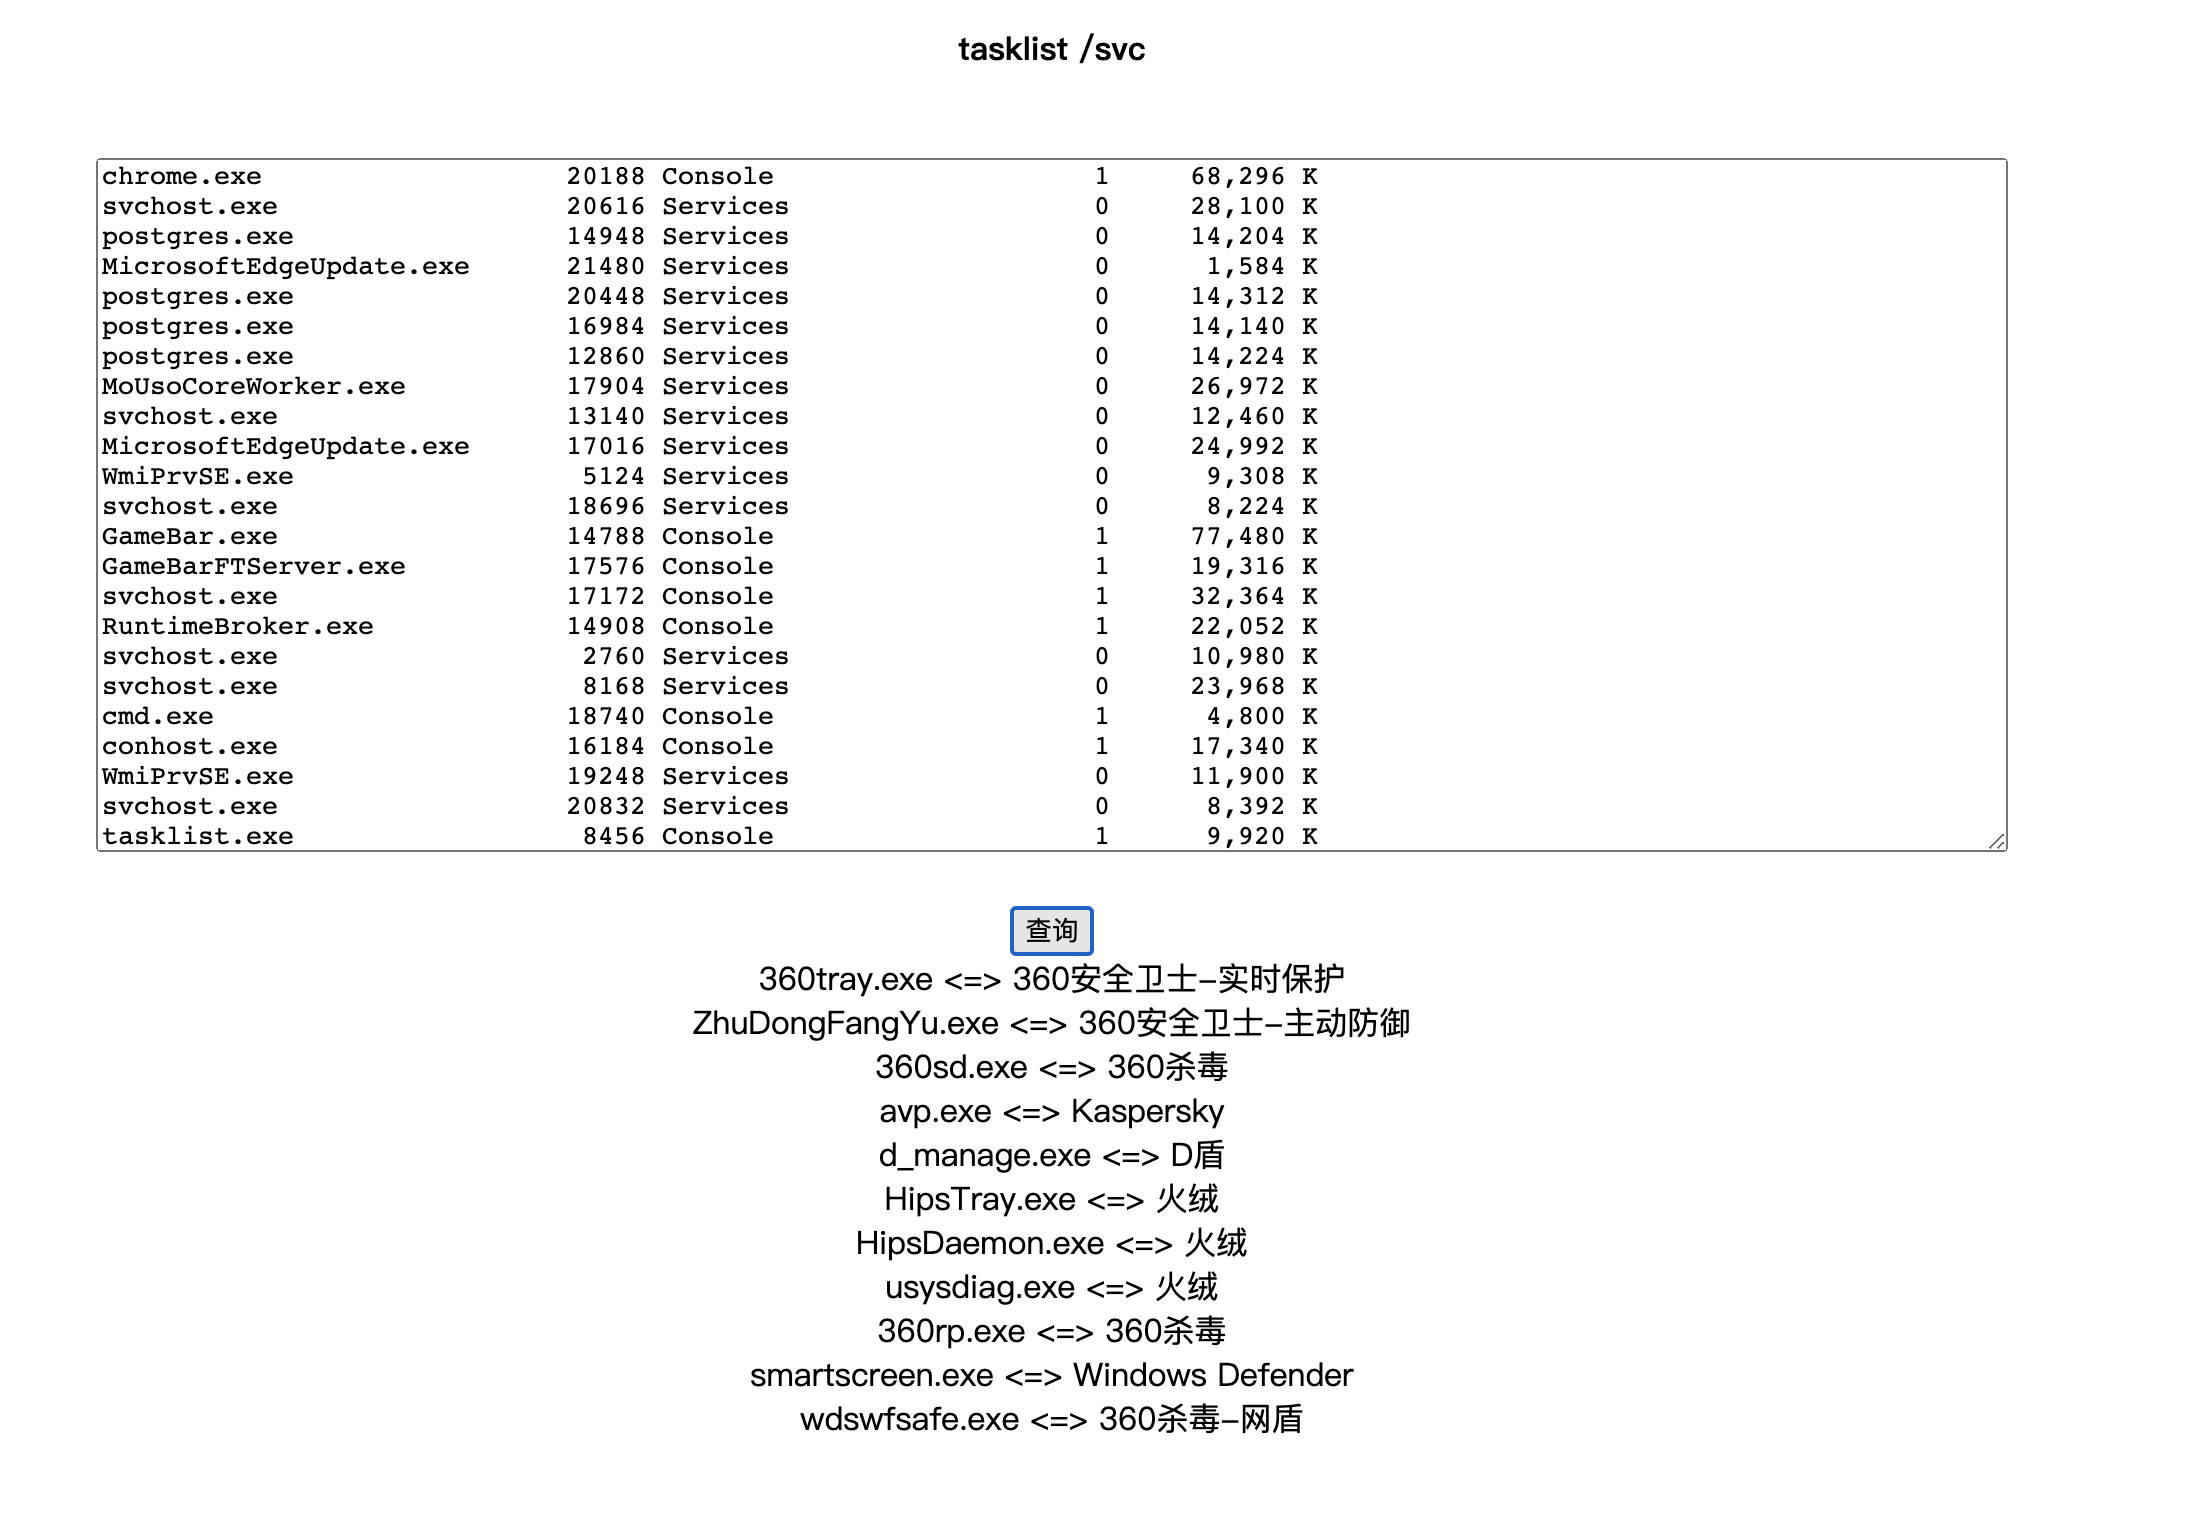 tasklist /svc
chrome.exe 20188 Console 1 68,296 K
svchost.exe 20616 Services 0 28,100 K
postgres.exe 14948 Services 0 14,204 K
MicrosoftEdgeUpdate.exe 21480 Services 0 1,584 K
postgres.exe 20448 Services 0 14,312 K
postgres.exe 16984 Services 0 14,140 K
postgres.exe 12860 Services 0 14,224 K
MoUsoCoreWorker.exe 17904 Services 0 26,972 K
svchost.exe 13140 Services 0 12,460 K
MicrosoftEdgeUpdate.exe 17016 Services 0 24,992 K
WmiPrvSE.exe 5124 Services 0 9,308 K
svchost.exe 18696 Services 0 8,224 K
GameBar.exe 14788 Console 1 77,480 K
GameBarFTServer.exe 17576 Console 1 19,316 K
svchost.exe 17172 Console 1 32,364 K
RuntimeBroker.exe 14908 Console 1 22,052 K
svchost.exe 2760 Services 0 10,980 K
svchost.exe 8168 Services 0 23,968 K
cmd.exe 18740 Console 1 4,800 K
conhost.exe 16184 Console 1 17,340 K
WmiPrvSE.exe 19248 Services 0 11,900 K
svchost.exe 20832 Services 0 8,392 K
tasklist.exe 8456 Console 1 9,920 K
查询
360tray.exe <=> 360安全卫士-实时保护
ZhuDongFangYu.exe <=> 360安全卫士-主动防御
360sd.exe <=> 360杀毒
avp.exe <=> Kaspersky
d_manage.exe <=> D盾
HipsTray.exe <=> 火绒
HipsDaemon.exe <=> 火绒
usysdiag.exe <=> 火绒
360rp.exe <=> 360杀毒
smartscreen.exe <=> Windows Defender
wdswfsafe.exe <=> 360杀毒-网盾